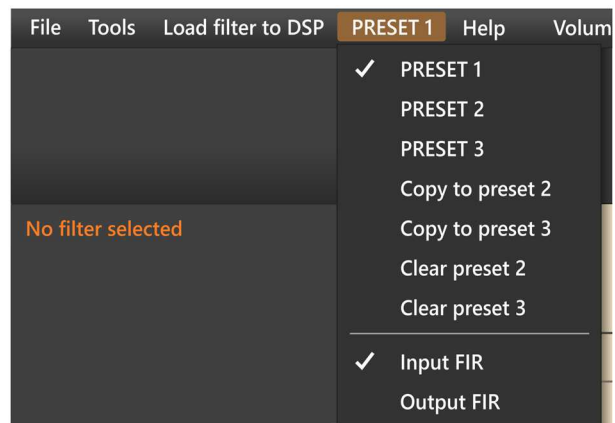 File Tools Load filter to DSP PRESET 1 Help
PRESET 1
PRESET 2
PRESET 3
Copy to preset 2
No filter selected
Copy to preset 3
Clear preset 2
Clear preset 3
Input FIR
Output FIR